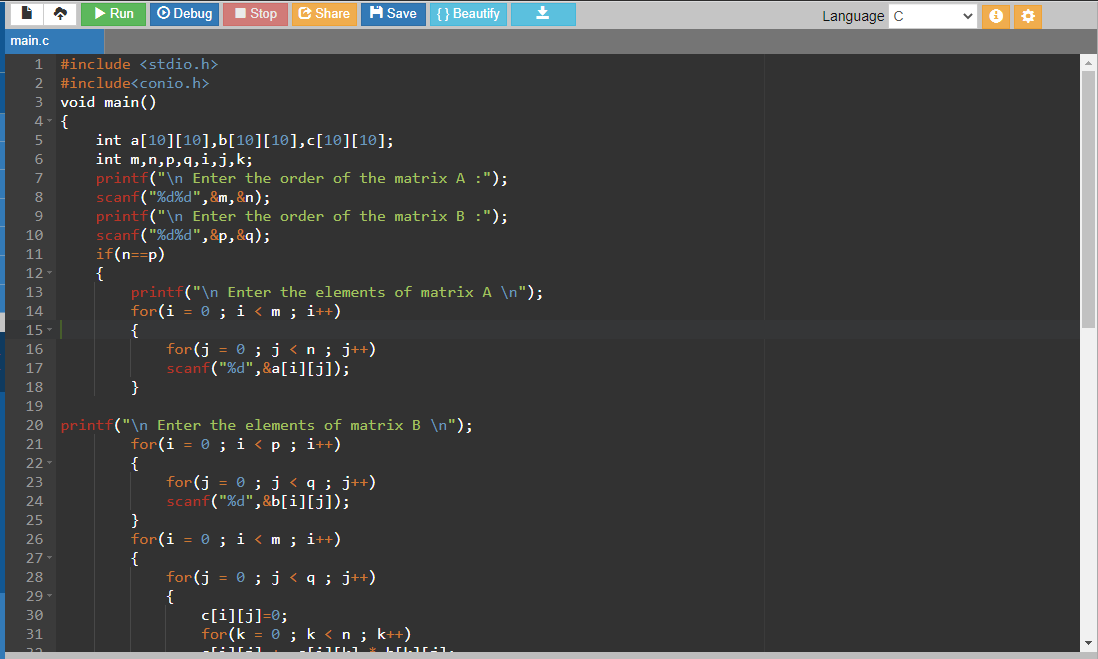 Run Debug Stop Share Save { } Beautify Language C
main.c
1 #include <stdio.h>
2 #include<conio.h>
3 void main()
4 {
5 int a[10][10],b[10][10],c[10][10];
6 int m,n,p,q,i,j,k;
7 printf("\n Enter the order of the matrix A :");
8 scanf("%d%d",&m,&n);
9 printf("\n Enter the order of the matrix B :");
10 scanf("%d%d",&p,&q);
11 if(n==p)
12 {
13 printf("\n Enter the elements of matrix A \n");
14 for(i = 0 ; i < m ; i++)
15 {
16 for(j = 0 ; j < n ; j++)
17 scanf("%d",&a[i][j]);
18 }
19
20 printf("\n Enter the elements of matrix B \n");
21 for(i = 0 ; i < p ; i++)
22 {
23 for(j = 0 ; j < q ; j++)
24 scanf("%d",&b[i][j]);
25 }
26 for(i = 0 ; i < m ; i++)
27 {
28 for(j = 0 ; j < q ; j++)
29 {
30 c[i][j]=0;
31 for(k = 0 ; k < n ; k++)